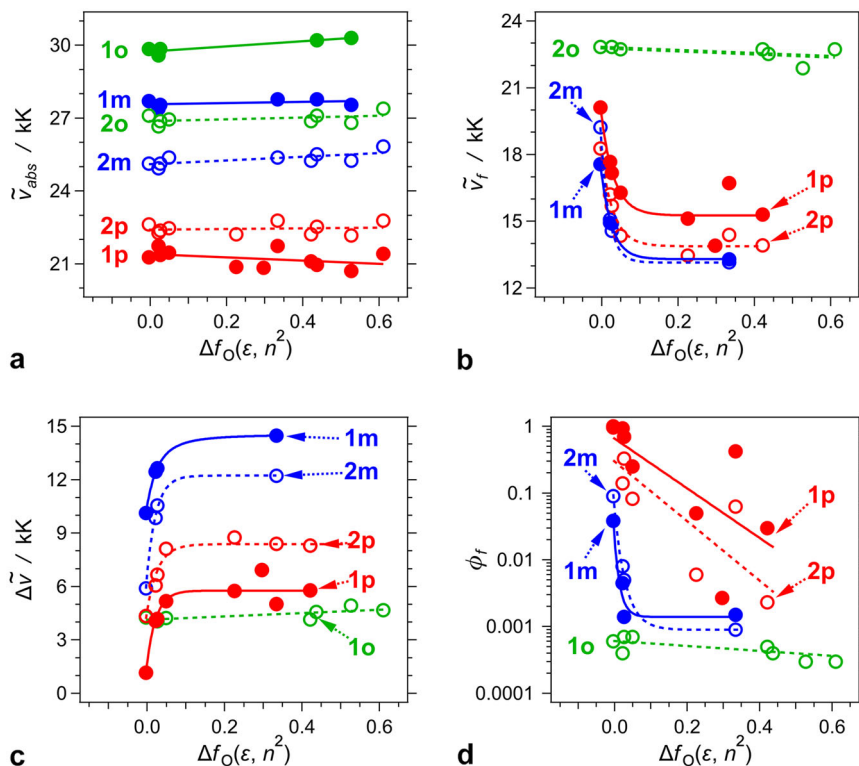 30
27
24
21
ṽabs / kK
1o
1m
2o
2m
2p
1p
0.0 0.2 0.4 0.6
ΔfO(ε, n²)
a
24
21
18
15
12
ṽf / kK
2o
2m
1m
1p
2p
0.0 0.2 0.4 0.6
ΔfO(ε, n²)
b
15
12
9
6
3
0
Δṽ / kK
1m
2m
2p
1p
1o
0.0 0.2 0.4 0.6
ΔfO(ε, n²)
c
1
0.1
0.01
0.001
0.0001
ϕf
2m
1m
1o
1p
2p
0.0 0.2 0.4 0.6
ΔfO(ε, n²)
d